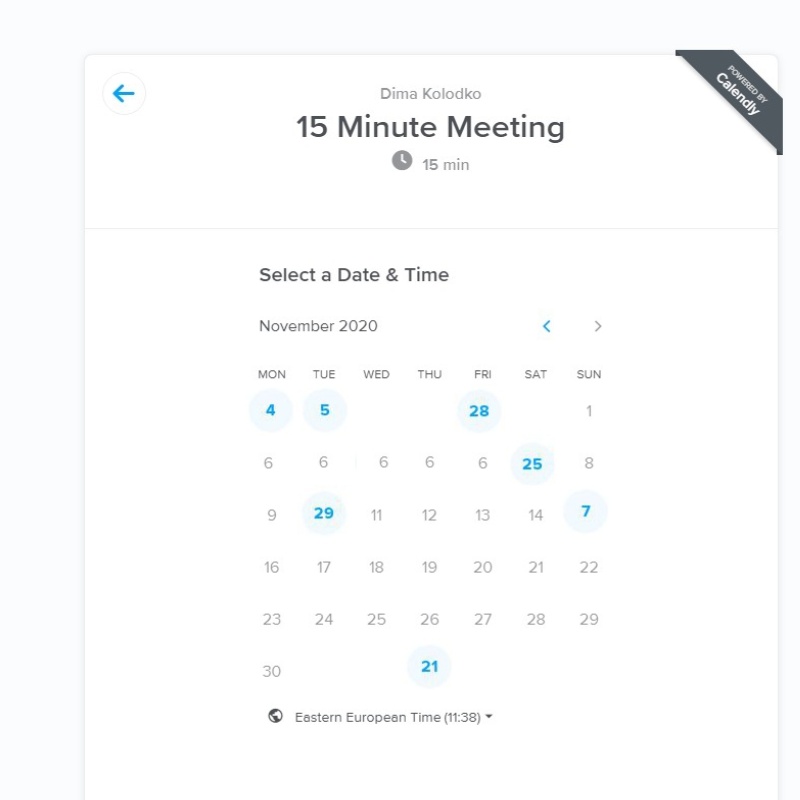 POWERED BY
Calendly
Dima Kolodko
15 Minute Meeting
15 min
Select a Date & Time
November 2020
MON TUE WED THU FRI SAT SUN
4 5 28 1
6 6 6 6 6 25 8
9 29 11 12 13 14 7
16 17 18 19 20 21 22
23 24 25 26 27 28 29
30 21
Eastern European Time (11:38)